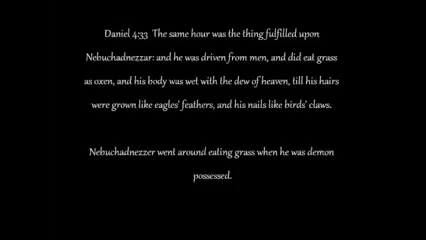 Daniel 4:33 The same hour was the thing fulfilled upon
Nebuchadnezzar: and he was driven from men, and did eat grass
as oxen, and his body was wet with the dew of heaven, till his hairs
were grown like eagles' feathers, and his nails like birds' claws.
Nebuchadnezzer went around eating grass when he was demon
possessed.